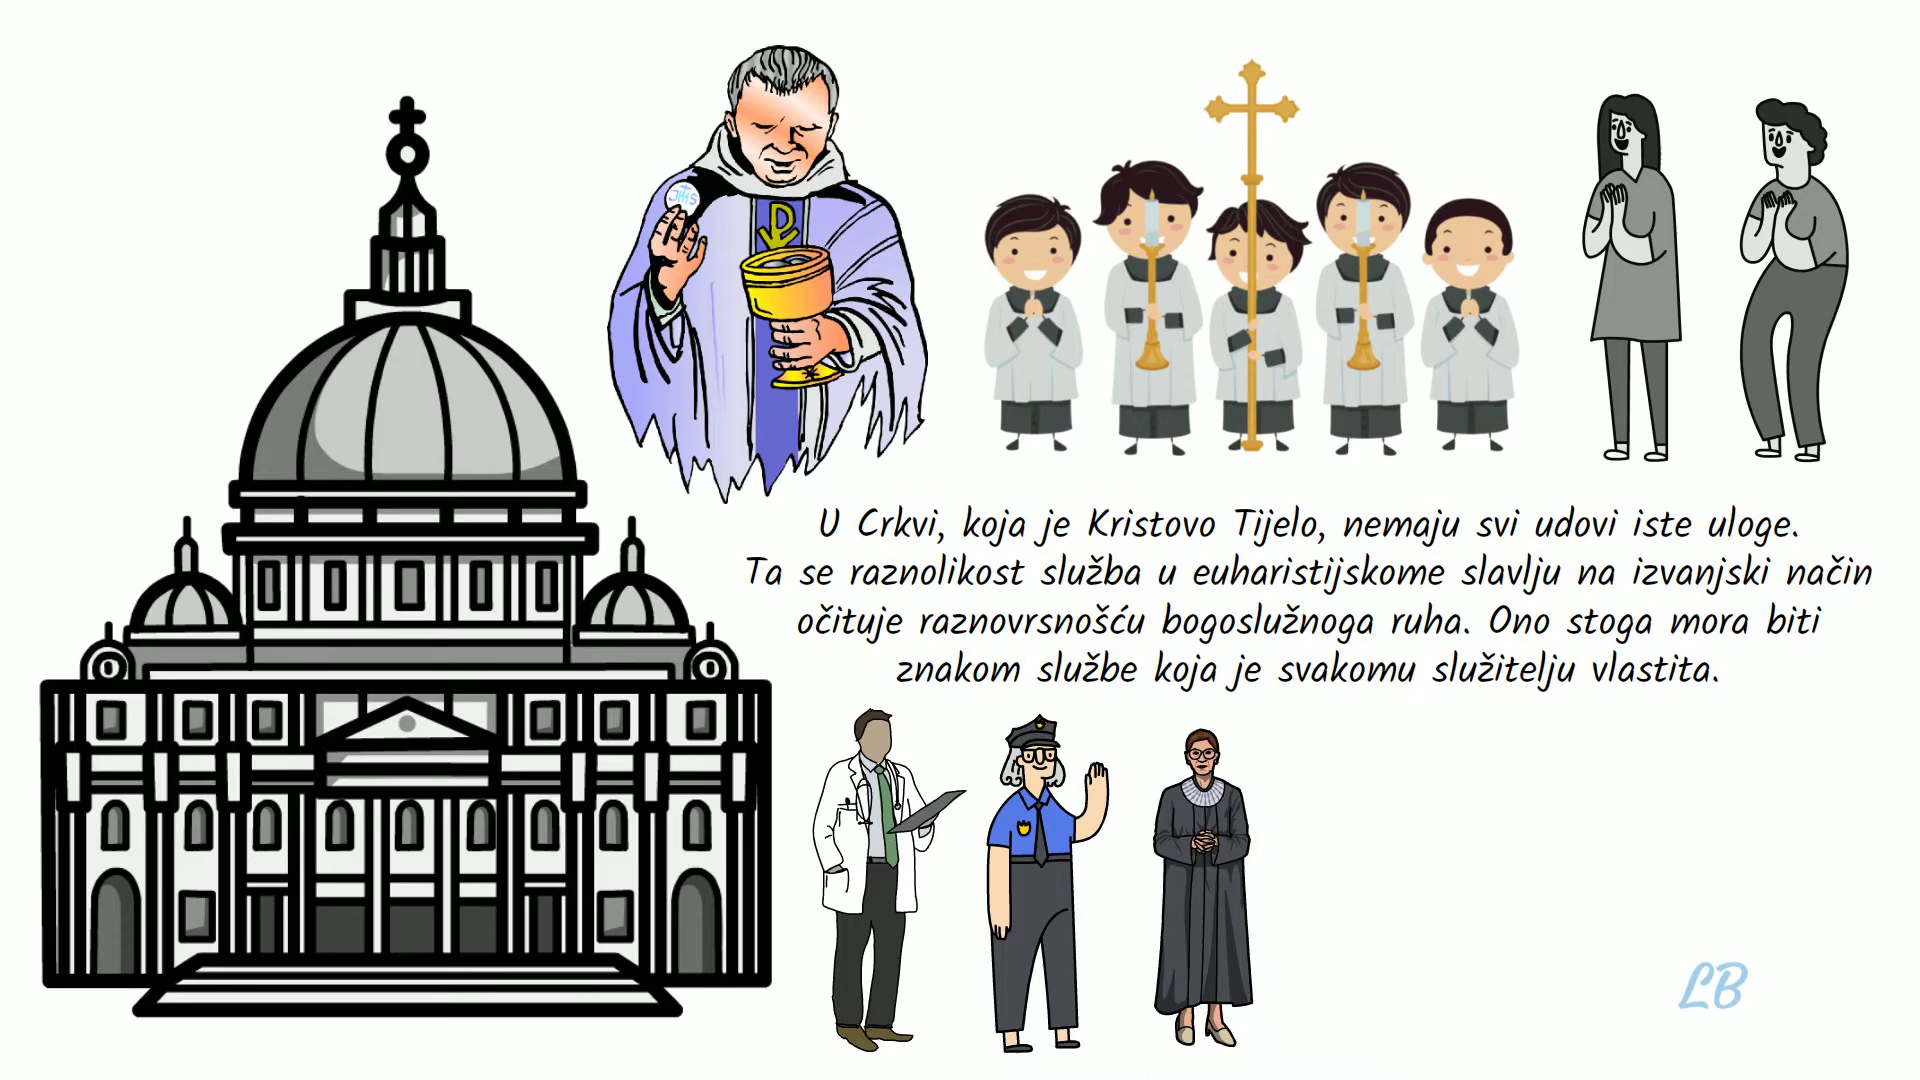 JHS
U Crkvi, koja je Kristovo Tijelo, nemaju svi udovi iste uloge.
Ta se raznolikost služba u euharistijskome slavlju na izvanjski način
očituje raznovrsnošću bogoslužnoga ruha. Ono stoga mora biti
znakom službe koja je svakomu služitelju vlastita.
LB